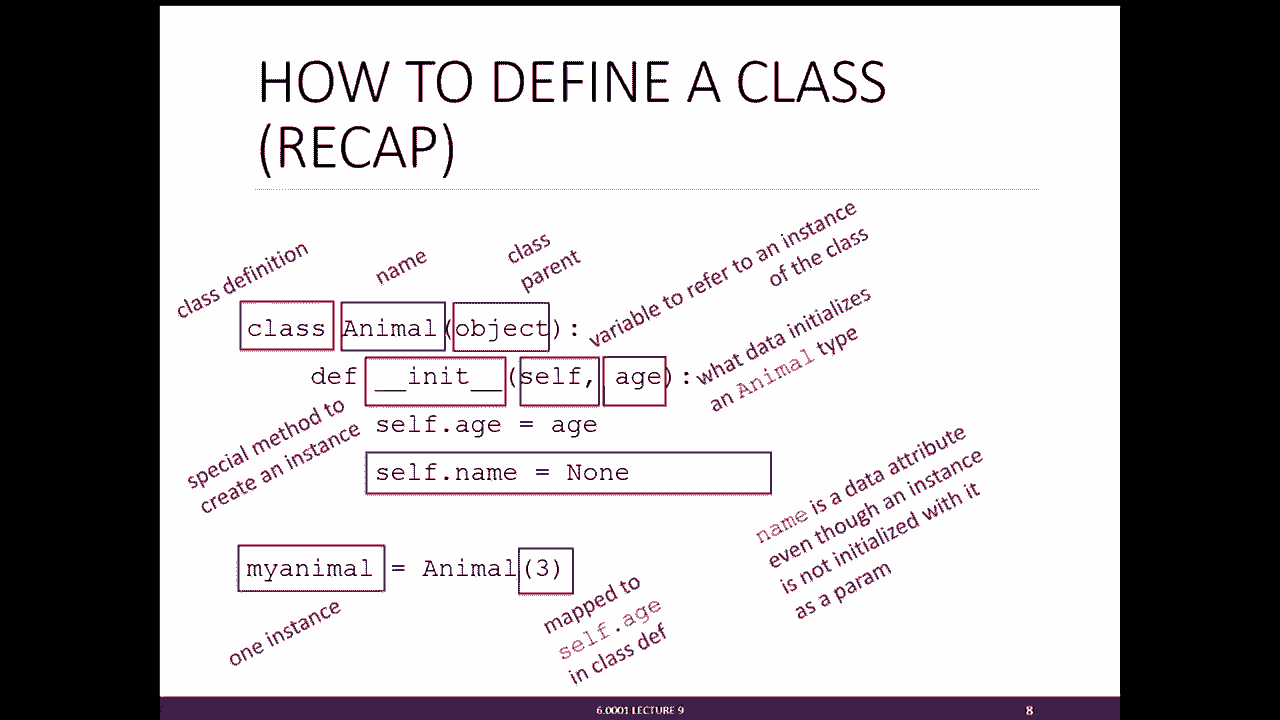 HOW TO DEFINE A CLASS
(RECAP)
class definition
name
class
parent
variable to refer to an instance
of the class
class Animal(object):
what data initializes
an Animal type
def __init__(self, age):
special method to
create an instance
self.age = age
self.name = None
name is a data attribute
even though an instance
is not initialized with it
as a param
myanimal = Animal(3)
one instance
mapped to
self.age
in class def
6.0001 LECTURE 9
8